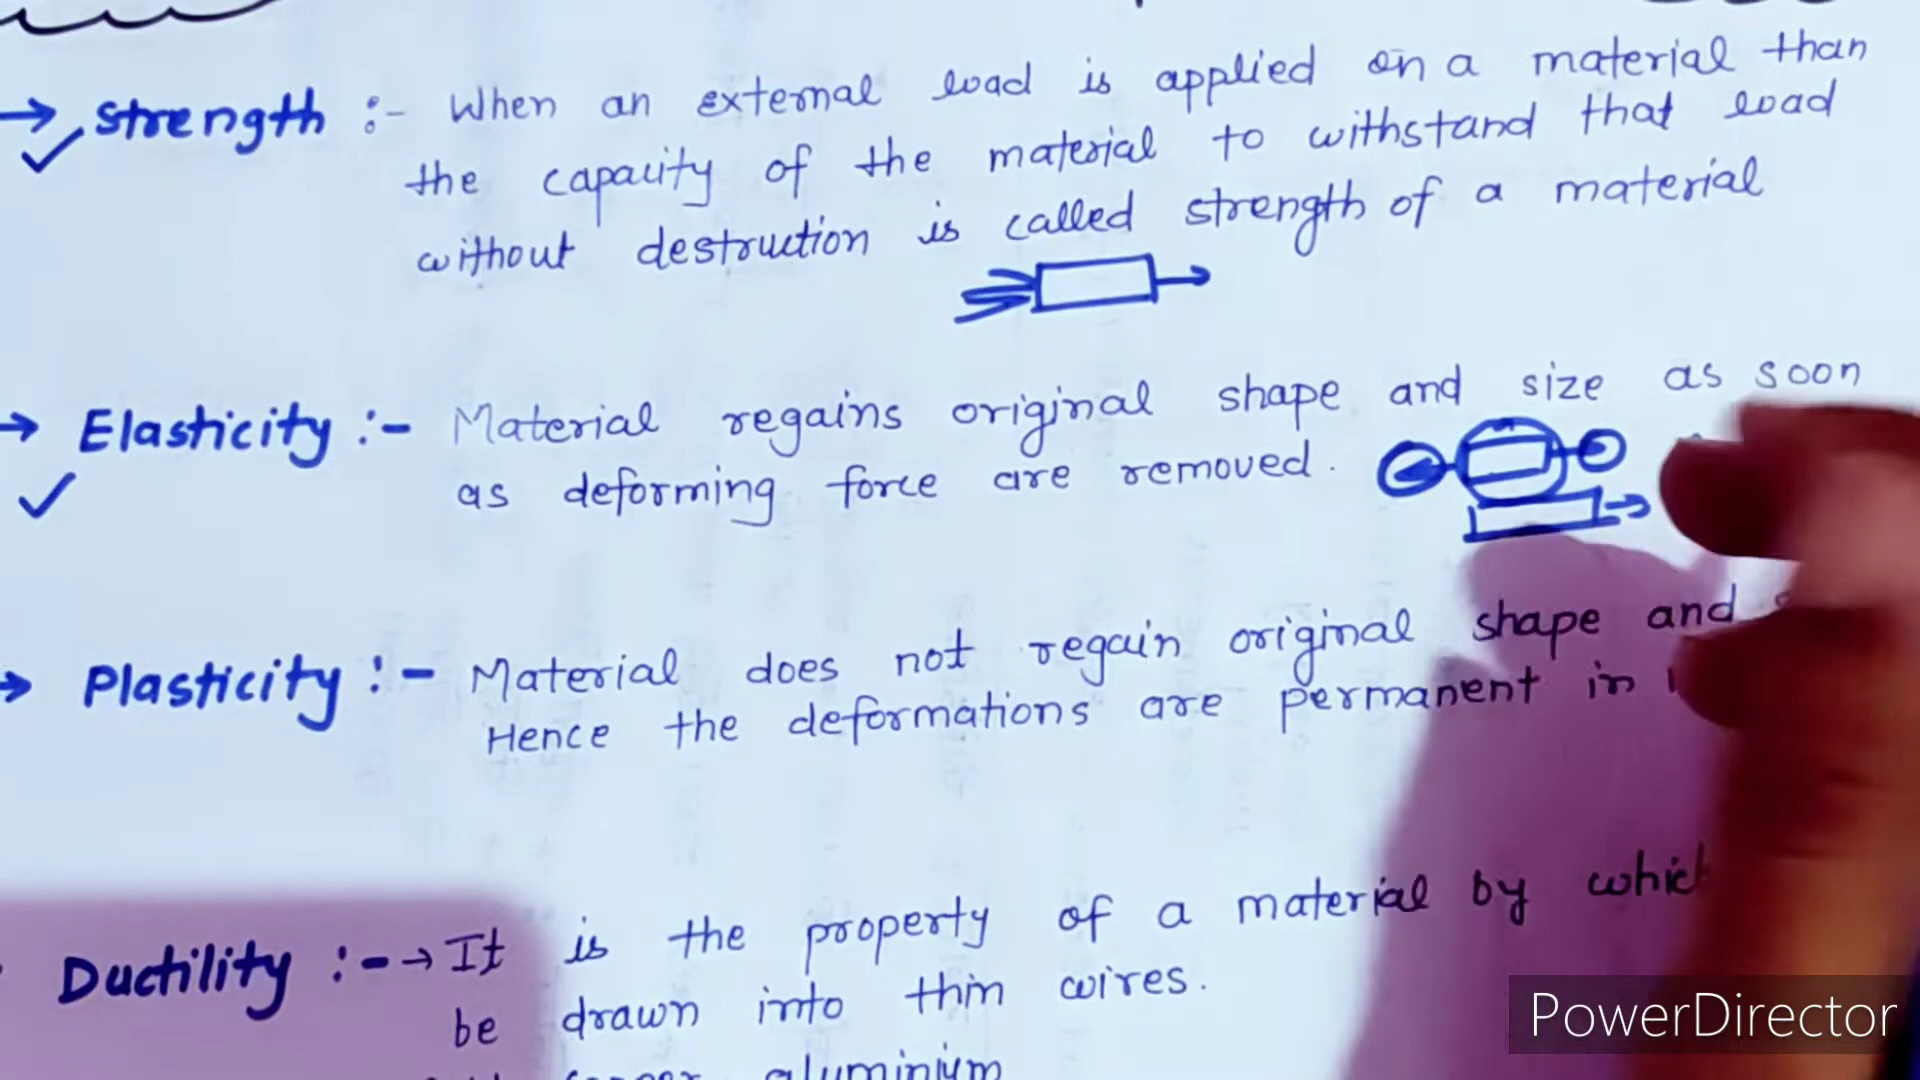 → Strength :- When an external load is applied on a material than
the capacity of the material to withstand that load
without destruction is called strength of a material
→ Elasticity :- Material regains original shape and size as soon
as deforming force are removed.
→ Plasticity :- Material does not regain original shape and
Hence the deformations are permanent in
Ductility :- → It is the property of a material by which
be drawn into thin wires.
aluminium
PowerDirector